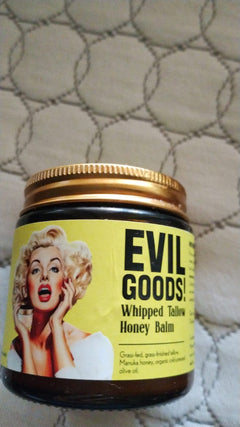 EVIL
GOODS!
Whipped Tallow
Honey Balm
Grass-fed, grass-finished tallow,
Manuka honey, organic cold pressed
olive oil.